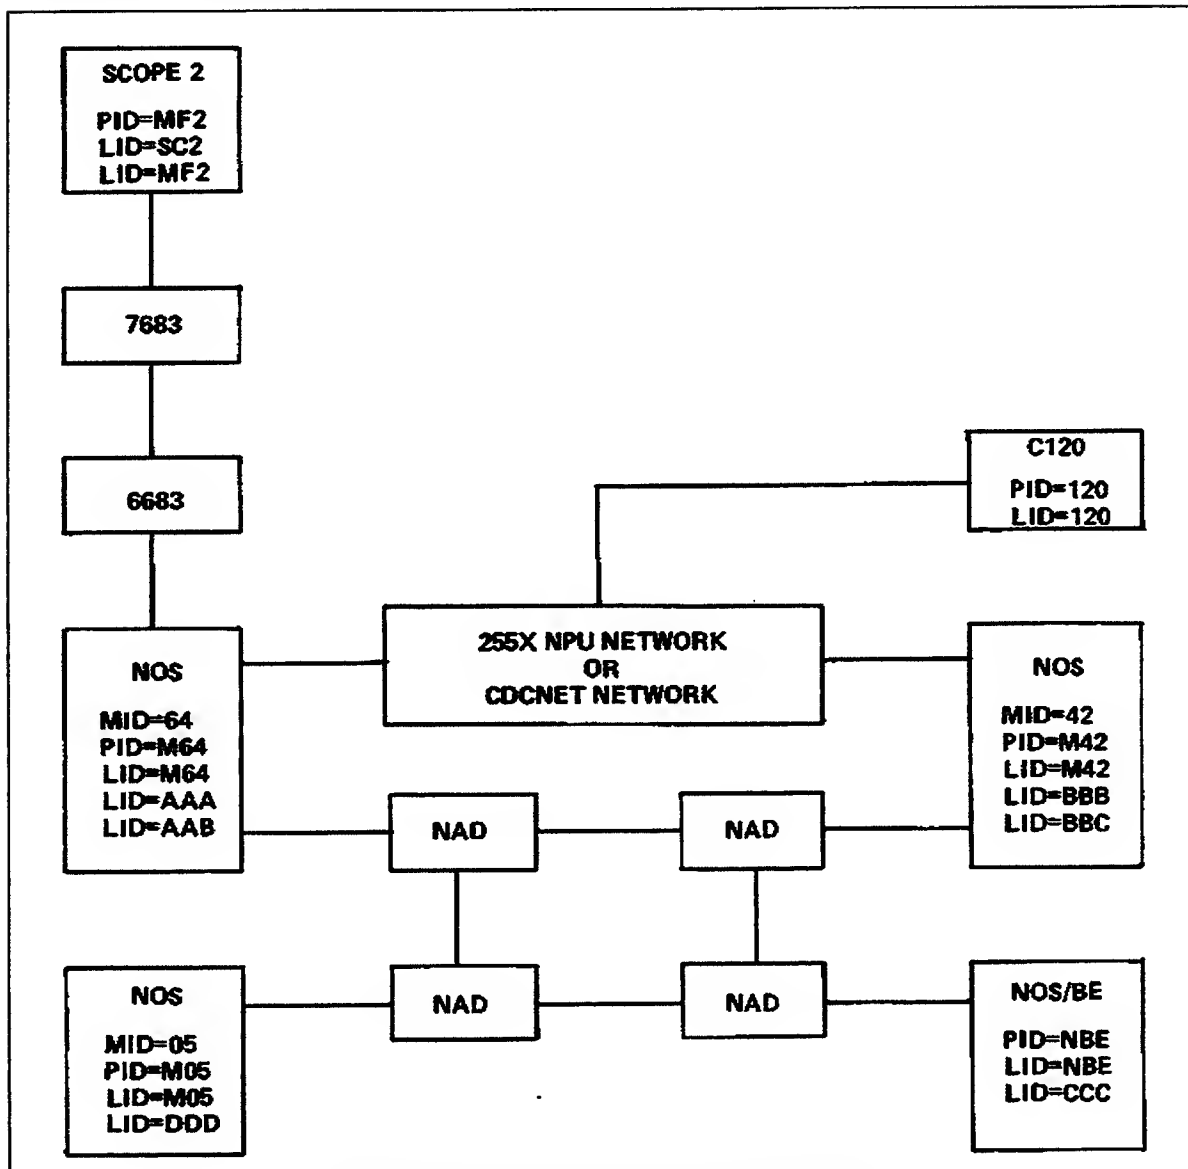 SCOPE 2
PID=MF2
LID=SC2
LID=MF2
7683
6683
C120
PID=120
LID=120
255X NPU NETWORK
OR
CDCNET NETWORK
NOS
MID=64
PID=M64
LID=M64
LID=AAA
LID=AAB
NOS
MID=42
PID=M42
LID=M42
LID=BBB
LID=BBC
NAD
NAD
NOS
MID=05
PID=M05
LID=M05
LID=DDD
NAD
NAD
NOS/BE
PID=NBE
LID=NBE
LID=CCC